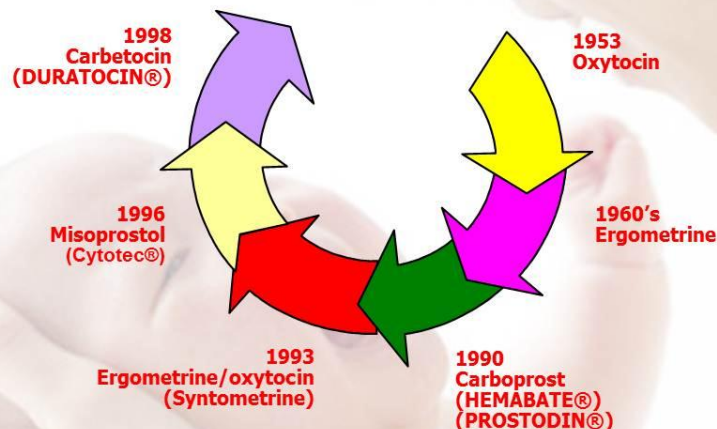 1953
Oxytocin
1960's
Ergometrine
1990
Carboprost
(HEMABATE®)
(PROSTODIN®)
1993
Ergometrine/oxytocin
(Syntometrine)
1996
Misoprostol
(Cytotec®)
1998
Carbetocin
(DURATOCIN®)